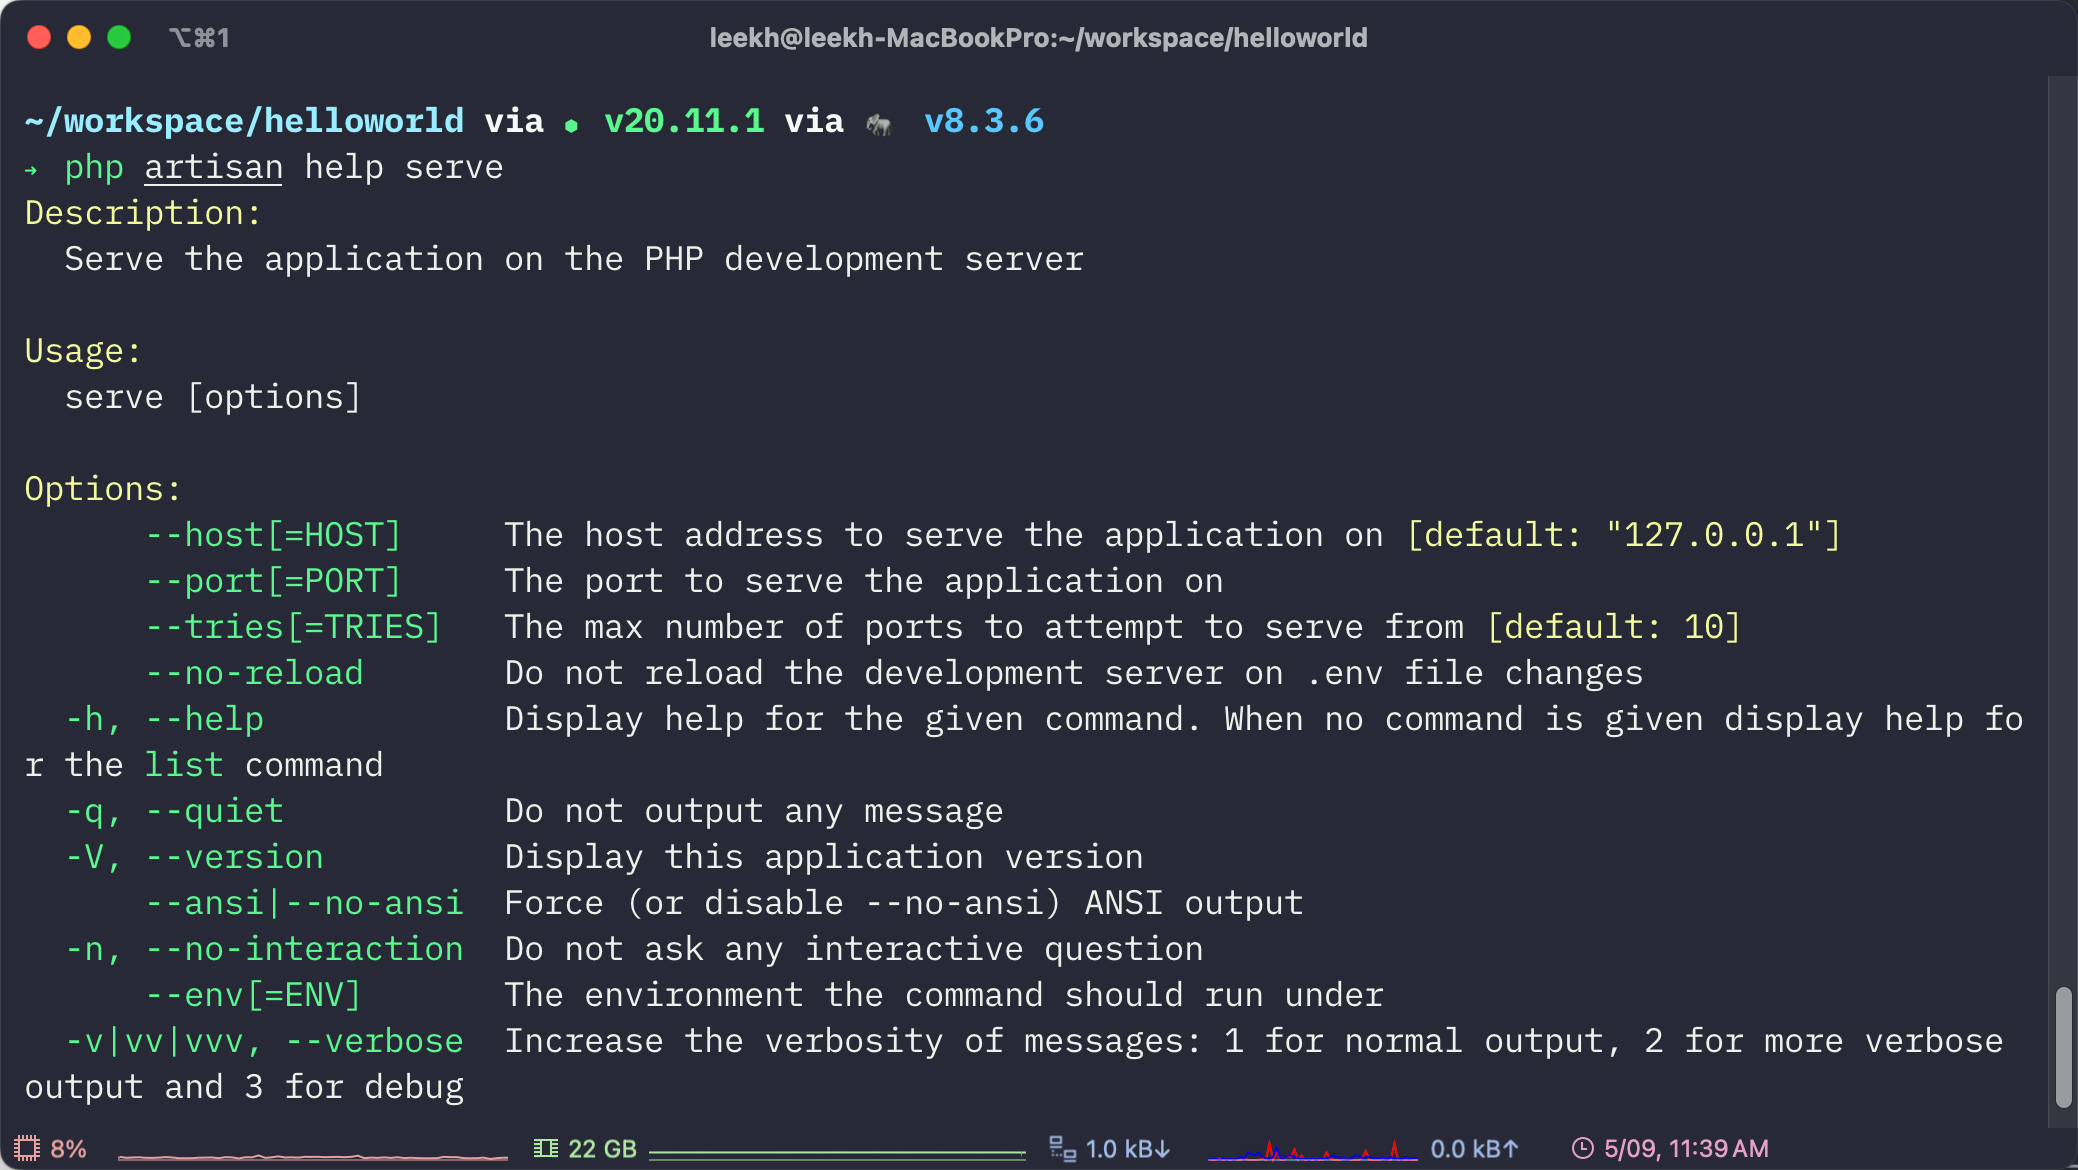 ⌥⌘1
leekh@leekh-MacBookPro:~/workspace/helloworld
~/workspace/helloworld via ⬢ v20.11.1 via 🐘 v8.3.6
➜ php artisan help serve
Description:
  Serve the application on the PHP development server
Usage:
  serve [options]
Options:
      --host[=HOST]     The host address to serve the application on [default: "127.0.0.1"]
      --port[=PORT]     The port to serve the application on
      --tries[=TRIES]   The max number of ports to attempt to serve from [default: 10]
      --no-reload       Do not reload the development server on .env file changes
  -h, --help            Display help for the given command. When no command is given display help fo
r the list command
  -q, --quiet           Do not output any message
  -V, --version         Display this application version
      --ansi|--no-ansi  Force (or disable --no-ansi) ANSI output
  -n, --no-interaction  Do not ask any interactive question
      --env[=ENV]       The environment the command should run under
  -v|vv|vvv, --verbose  Increase the verbosity of messages: 1 for normal output, 2 for more verbose
output and 3 for debug
8% 22 GB 1.0 kB↓ 0.0 kB↑ 5/09, 11:39 AM